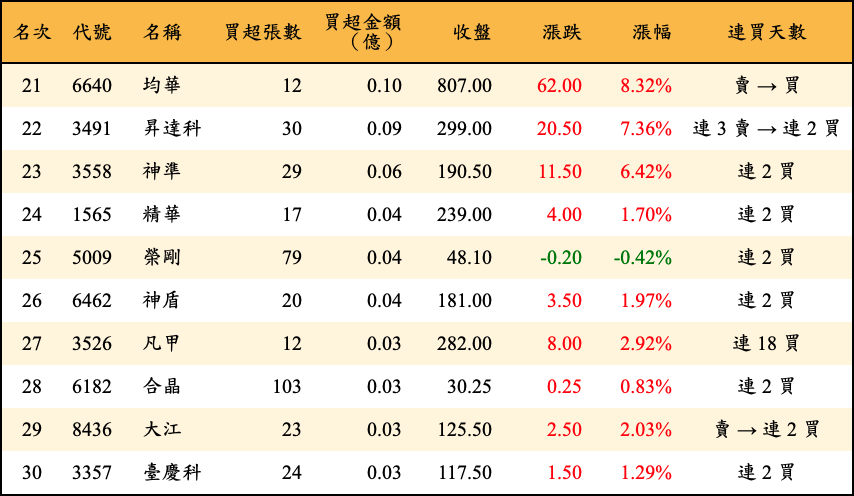 名次 代號 名稱 買超張數 買超金額（億） 收盤 漲跌 漲幅 連買天數
21 6640 均華 12 0.10 807.00 62.00 8.32% 賣 → 買
22 3491 昇達科 30 0.09 299.00 20.50 7.36% 連 3 賣 → 連 2 買
23 3558 神準 29 0.06 190.50 11.50 6.42% 連 2 買
24 1565 精華 17 0.04 239.00 4.00 1.70% 連 2 買
25 5009 榮剛 79 0.04 48.10 -0.20 -0.42% 連 2 買
26 6462 神盾 20 0.04 181.00 3.50 1.97% 連 2 買
27 3526 凡甲 12 0.03 282.00 8.00 2.92% 連 18 買
28 6182 合晶 103 0.03 30.25 0.25 0.83% 連 2 買
29 8436 大江 23 0.03 125.50 2.50 2.03% 賣 → 連 2 買
30 3357 臺慶科 24 0.03 117.50 1.50 1.29% 連 2 買